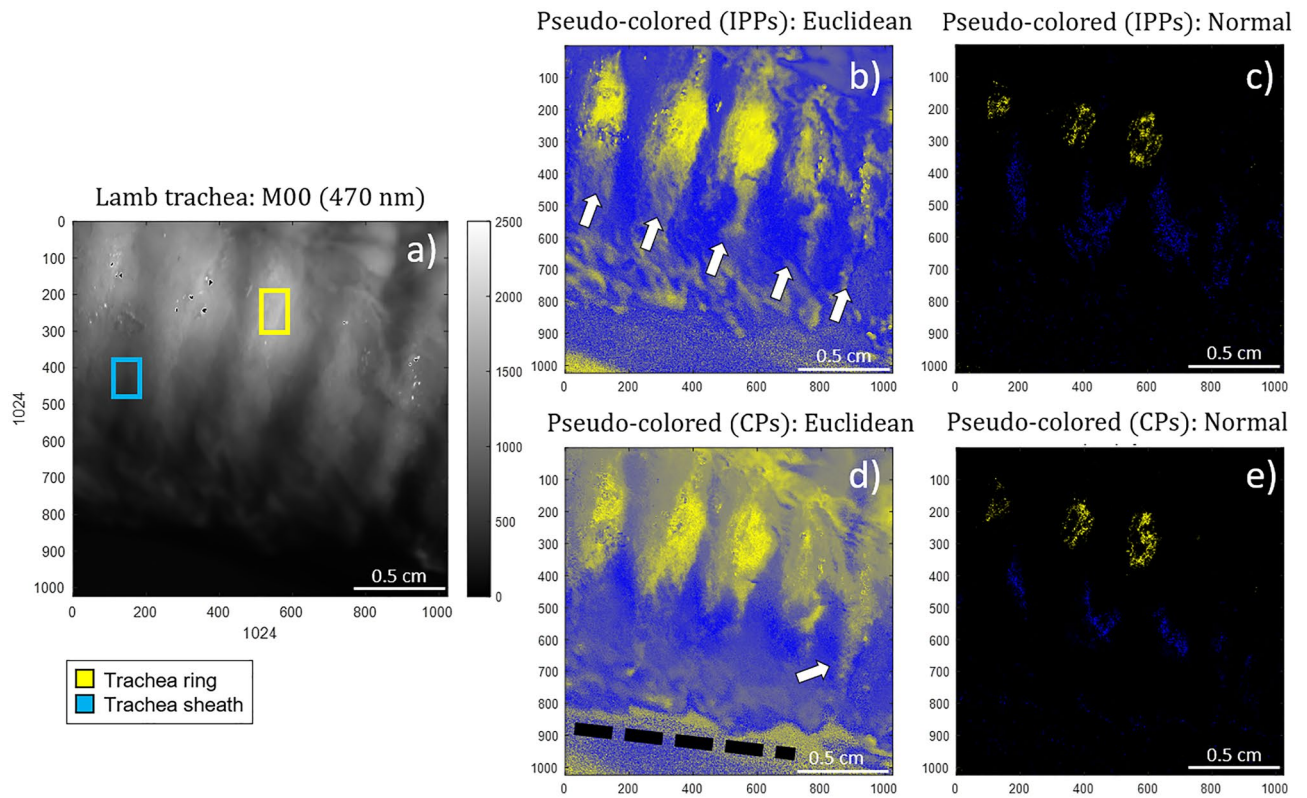 Pseudo-colored (IPPs): Euclidean
Pseudo-colored (IPPs): Normal
b)
c)
100
200
300
400
500
600
700
800
900
1000
0.5 cm
0 200 400 600 800 1000
100
200
300
400
500
600
700
800
900
1000
0.5 cm
0 200 400 600 800 1000
Lamb trachea: M00 (470 nm)
a)
0
100
200
300
400
500
600
700
800
900
1000
1024
0.5 cm
0 200 400 600 800 1000
1024
2500
2000
1500
1000
500
0
Trachea ring
Trachea sheath
Pseudo-colored (CPs): Euclidean
Pseudo-colored (CPs): Normal
d)
e)
100
200
300
400
500
600
700
800
900
1000
0.5 cm
0 200 400 600 800 1000
100
200
300
400
500
600
700
800
900
1000
0.5 cm
0 200 400 600 800 1000